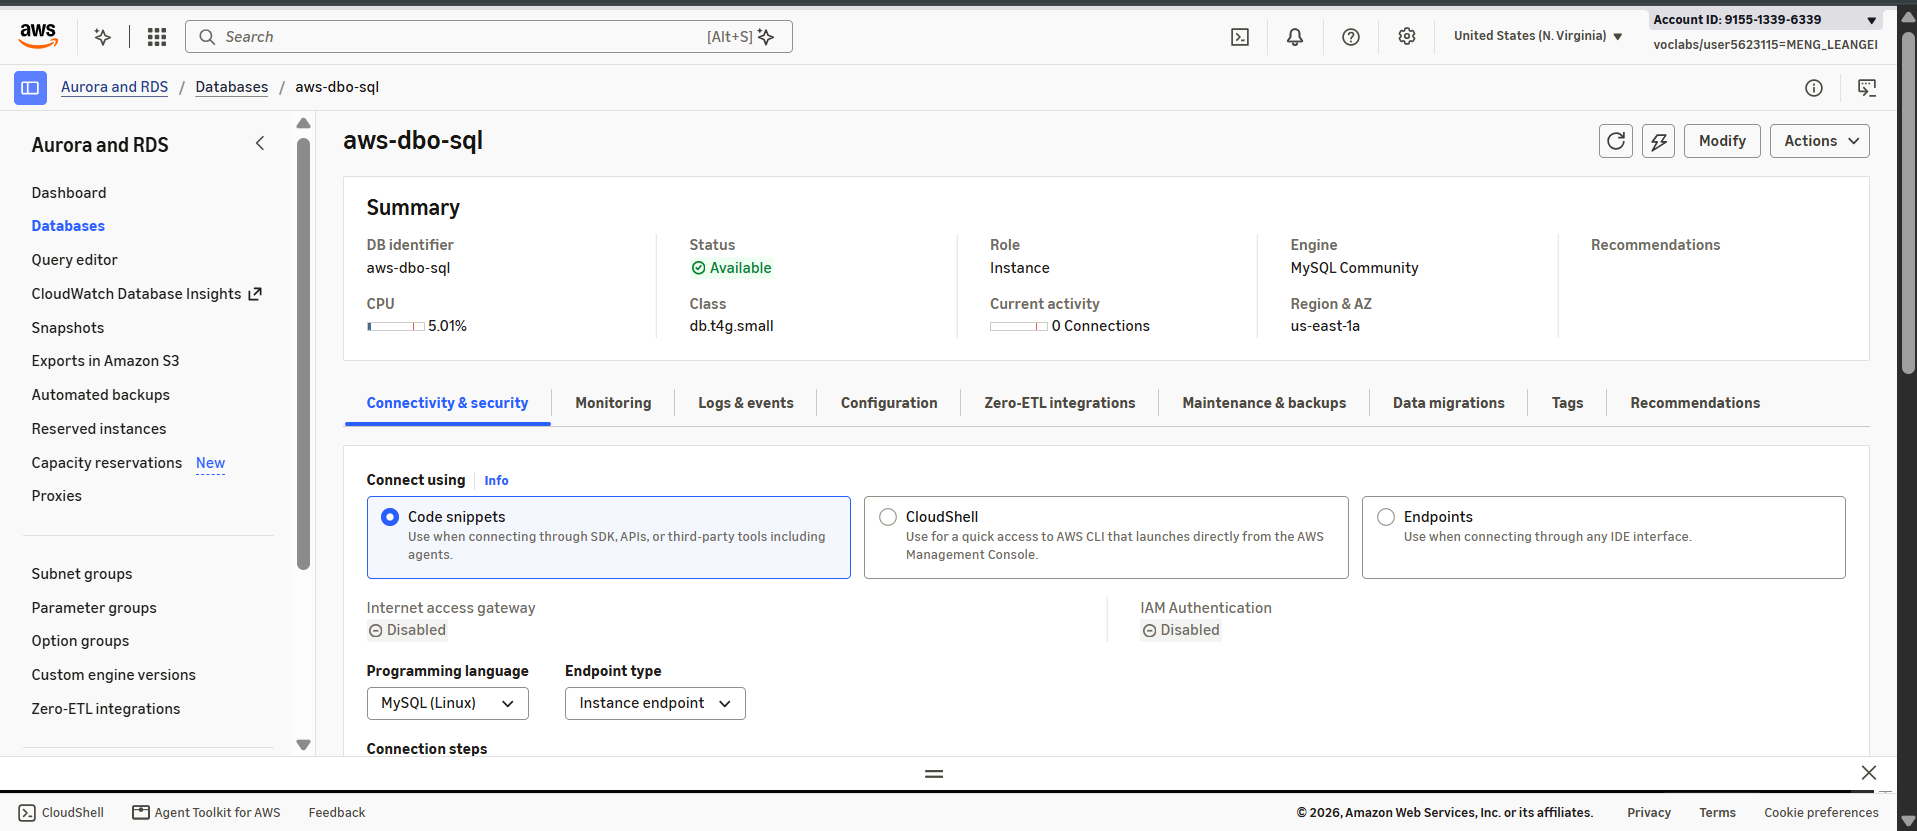 aws
Search
[Alt+S]
United States (N. Virginia)
Account ID: 9155-1339-6339
voclabs/user5623115=MENG_LEANGEI
Aurora and RDS / Databases / aws-dbo-sql
Aurora and RDS
Dashboard
Databases
Query editor
CloudWatch Database Insights
Snapshots
Exports in Amazon S3
Automated backups
Reserved instances
Capacity reservations New
Proxies
Subnet groups
Parameter groups
Option groups
Custom engine versions
Zero-ETL integrations
aws-dbo-sql
Modify
Actions
Summary
DB identifier
aws-dbo-sql
CPU
5.01%
Status
Available
Class
db.t4g.small
Role
Instance
Current activity
0 Connections
Engine
MySQL Community
Region & AZ
us-east-1a
Recommendations
Connectivity & security
Monitoring
Logs & events
Configuration
Zero-ETL integrations
Maintenance & backups
Data migrations
Tags
Recommendations
Connect using
Info
Code snippets
Use when connecting through SDK, APIs, or third-party tools including
agents.
CloudShell
Use for a quick access to AWS CLI that launches directly from the AWS
Management Console.
Endpoints
Use when connecting through any IDE interface.
Internet access gateway
Disabled
IAM Authentication
Disabled
Programming language
MySQL (Linux)
Endpoint type
Instance endpoint
Connection steps
CloudShell
Agent Toolkit for AWS
Feedback
© 2026, Amazon Web Services, Inc. or its affiliates.
Privacy
Terms
Cookie preferences